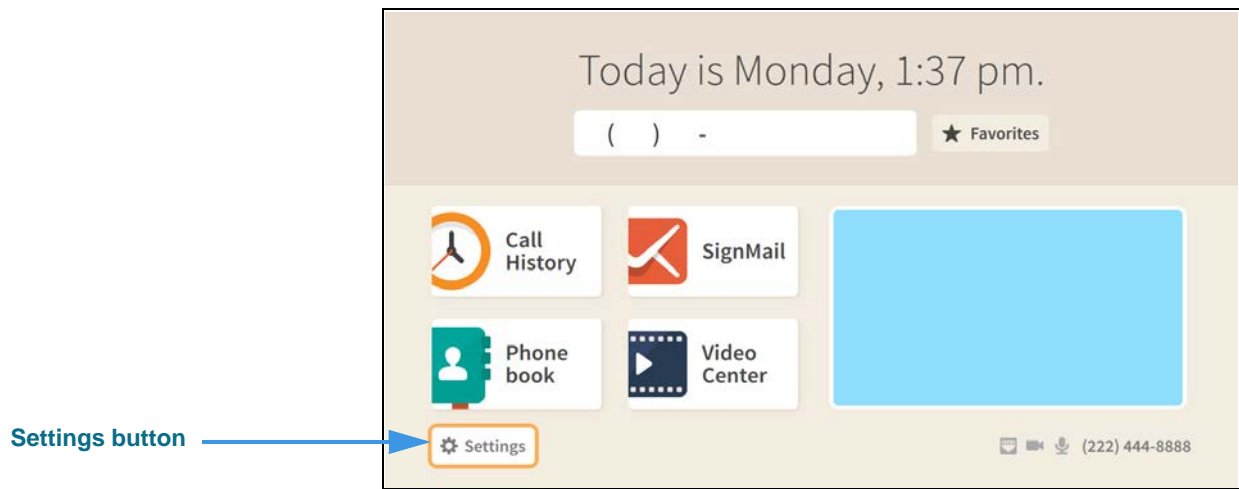 Today is Monday, 1:37 pm.
( ) -
Favorites
Call
History
SignMail
Phone
book
Video
Center
Settings button
Settings
(222) 444-8888